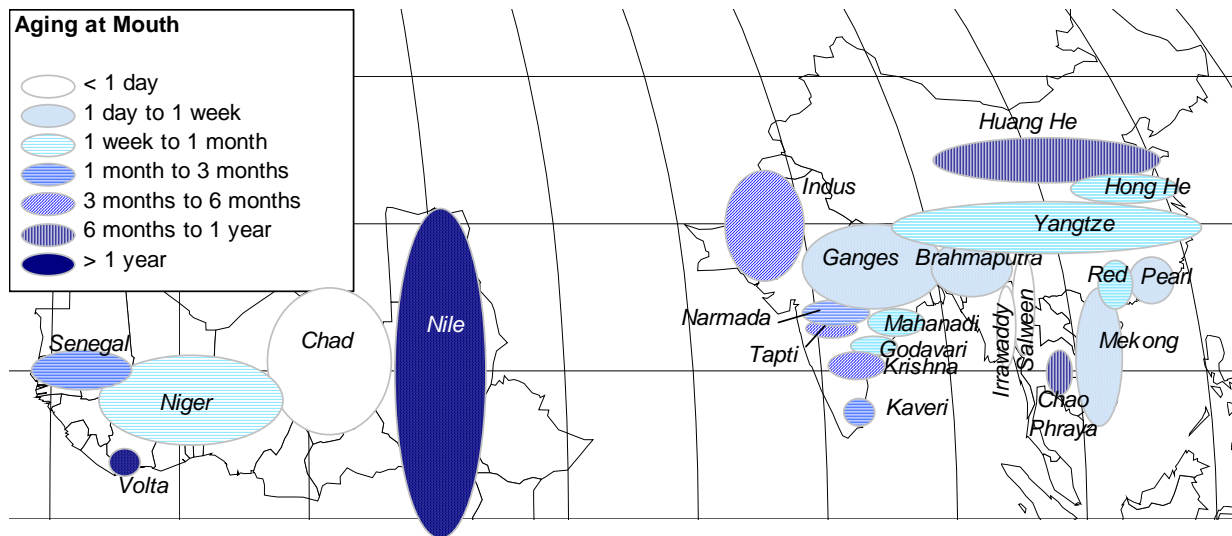 Aging at Mouth
< 1 day
1 day to 1 week
1 week to 1 month
1 month to 3 months
3 months to 6 months
6 months to 1 year
> 1 year
Huang He
Hong He
Indus
Yangtze
Ganges
Brahmaputra
Red
Pearl
Narmada
Mahanadi
Tapti
Godavari
Krishna
Irrawaddy
Salween
Mekong
Chad
Nile
Senegal
Niger
Kaveri
Chao
Phraya
Volta